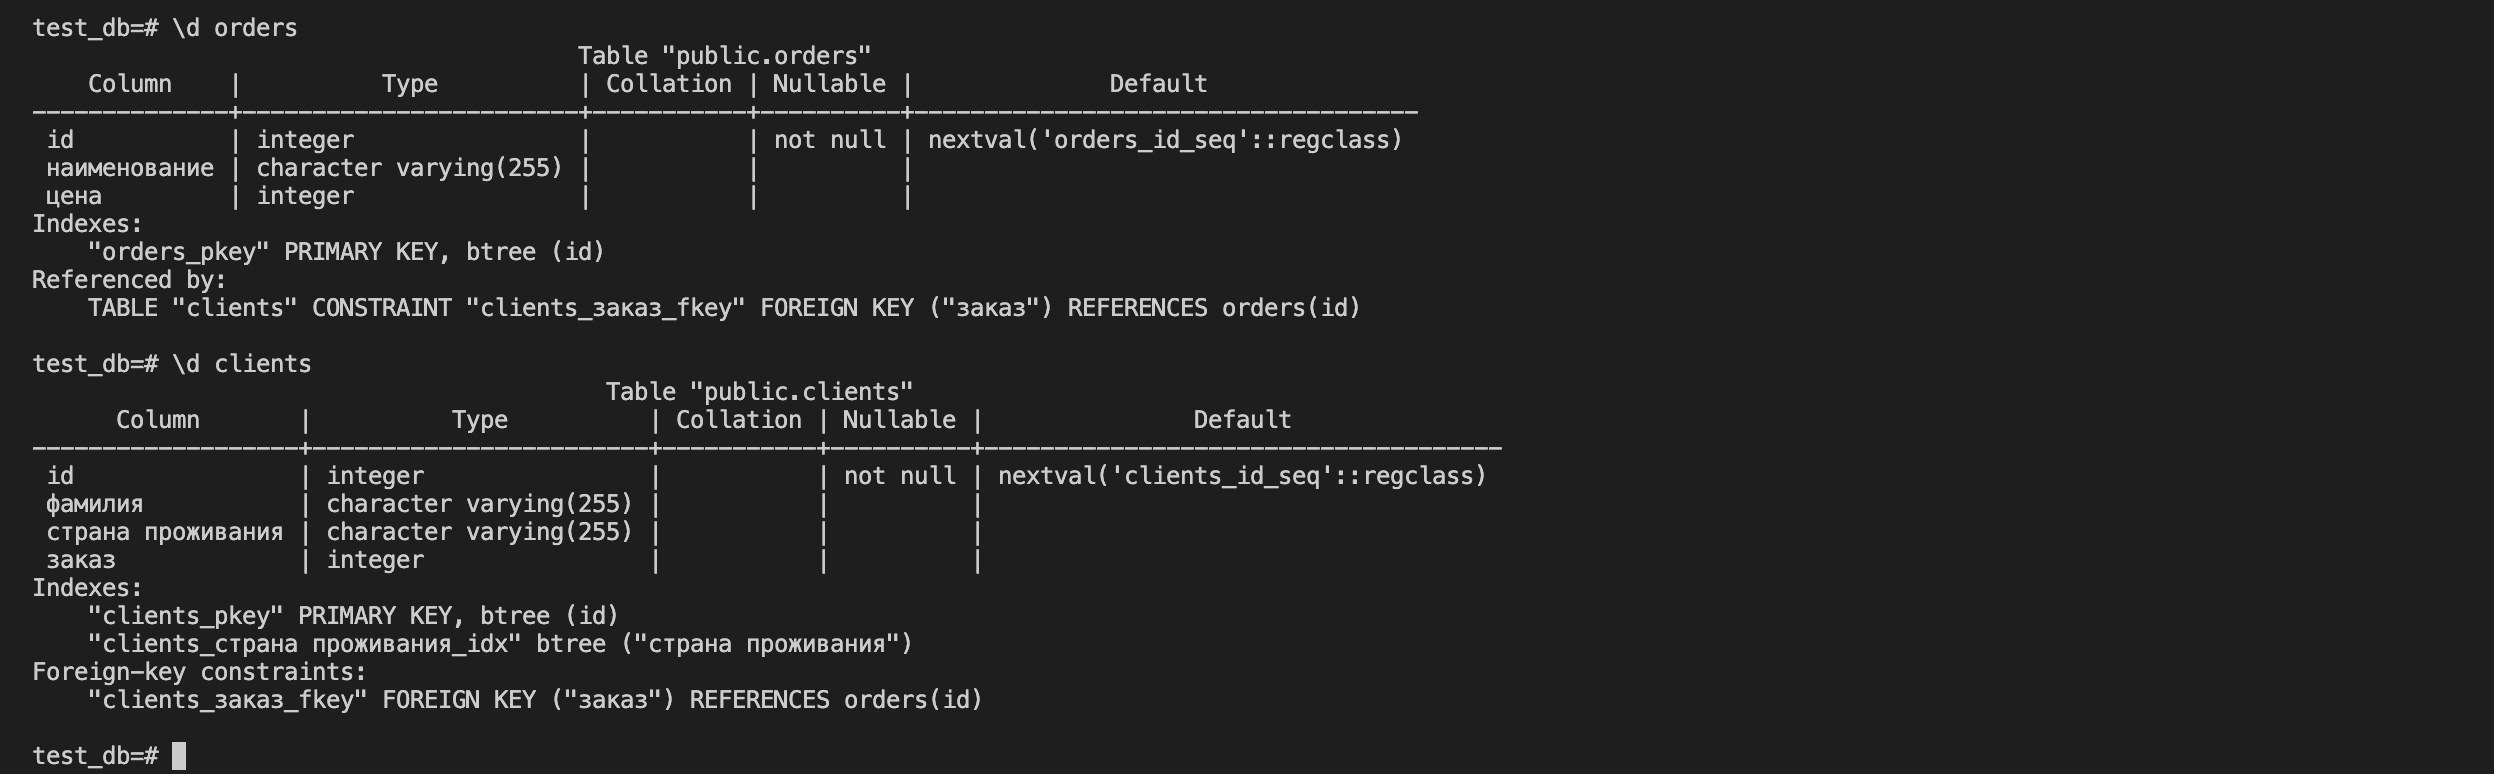 test_db=# \d orders
Table "public.orders"
Column | Type | Collation | Nullable | Default
--------------+--------------------------+-----------+----------+------------------------------------
id | integer | | not null | nextval('orders_id_seq'::regclass)
наименование | character varying(255) | | |
цена | integer | | |
Indexes:
"orders_pkey" PRIMARY KEY, btree (id)
Referenced by:
TABLE "clients" CONSTRAINT "clients_заказ_fkey" FOREIGN KEY ("заказ") REFERENCES orders(id)
test_db=# \d clients
Table "public.clients"
Column | Type | Collation | Nullable | Default
-------------------+------------------------+-----------+----------+-------------------------------------
id | integer | | not null | nextval('clients_id_seq'::regclass)
фамилия | character varying(255) | | |
страна проживания | character varying(255) | | |
заказ | integer | | |
Indexes:
"clients_pkey" PRIMARY KEY, btree (id)
"clients_страна проживания_idx" btree ("страна проживания")
Foreign-key constraints:
"clients_заказ_fkey" FOREIGN KEY ("заказ") REFERENCES orders(id)
test_db=#